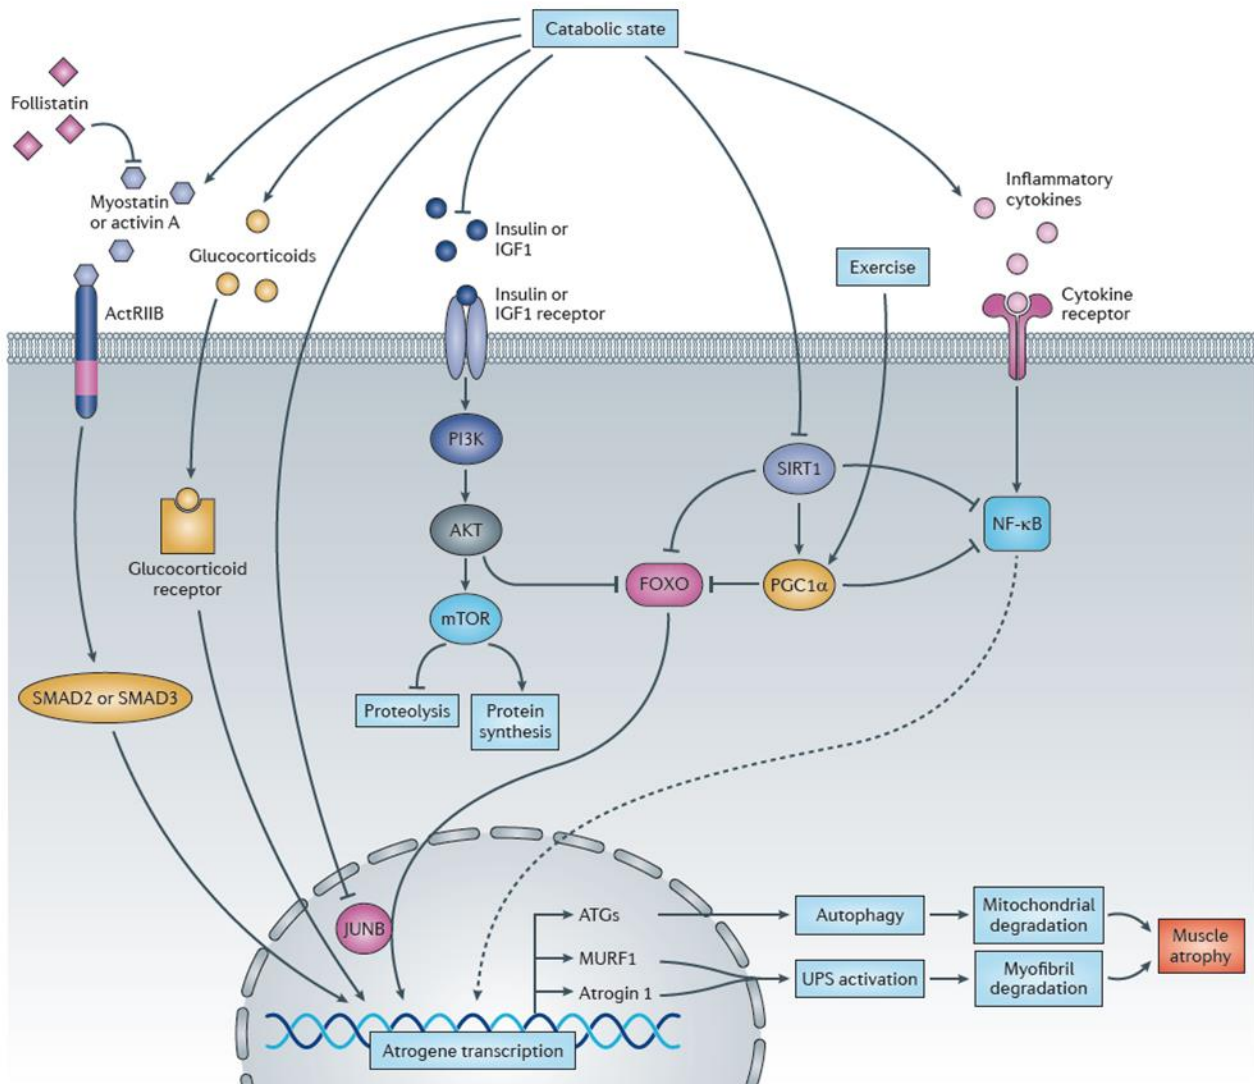 Catabolic state
Follistatin
Myostatin
or activin A
Glucocorticoids
Insulin or
IGF1
Inflammatory
cytokines
Exercise
ActRIIB
Insulin or
IGF1 receptor
Cytokine
receptor
PI3K
SIRT1
AKT
NF-κB
Glucocorticoid
receptor
FOXO
PGC1α
mTOR
SMAD2 or SMAD3
Proteolysis
Protein
synthesis
JUNB
ATGs
Autophagy
Mitochondrial
degradation
Muscle
atrophy
MURF1
UPS activation
Myofibril
degradation
Atrogin 1
Atrogene transcription